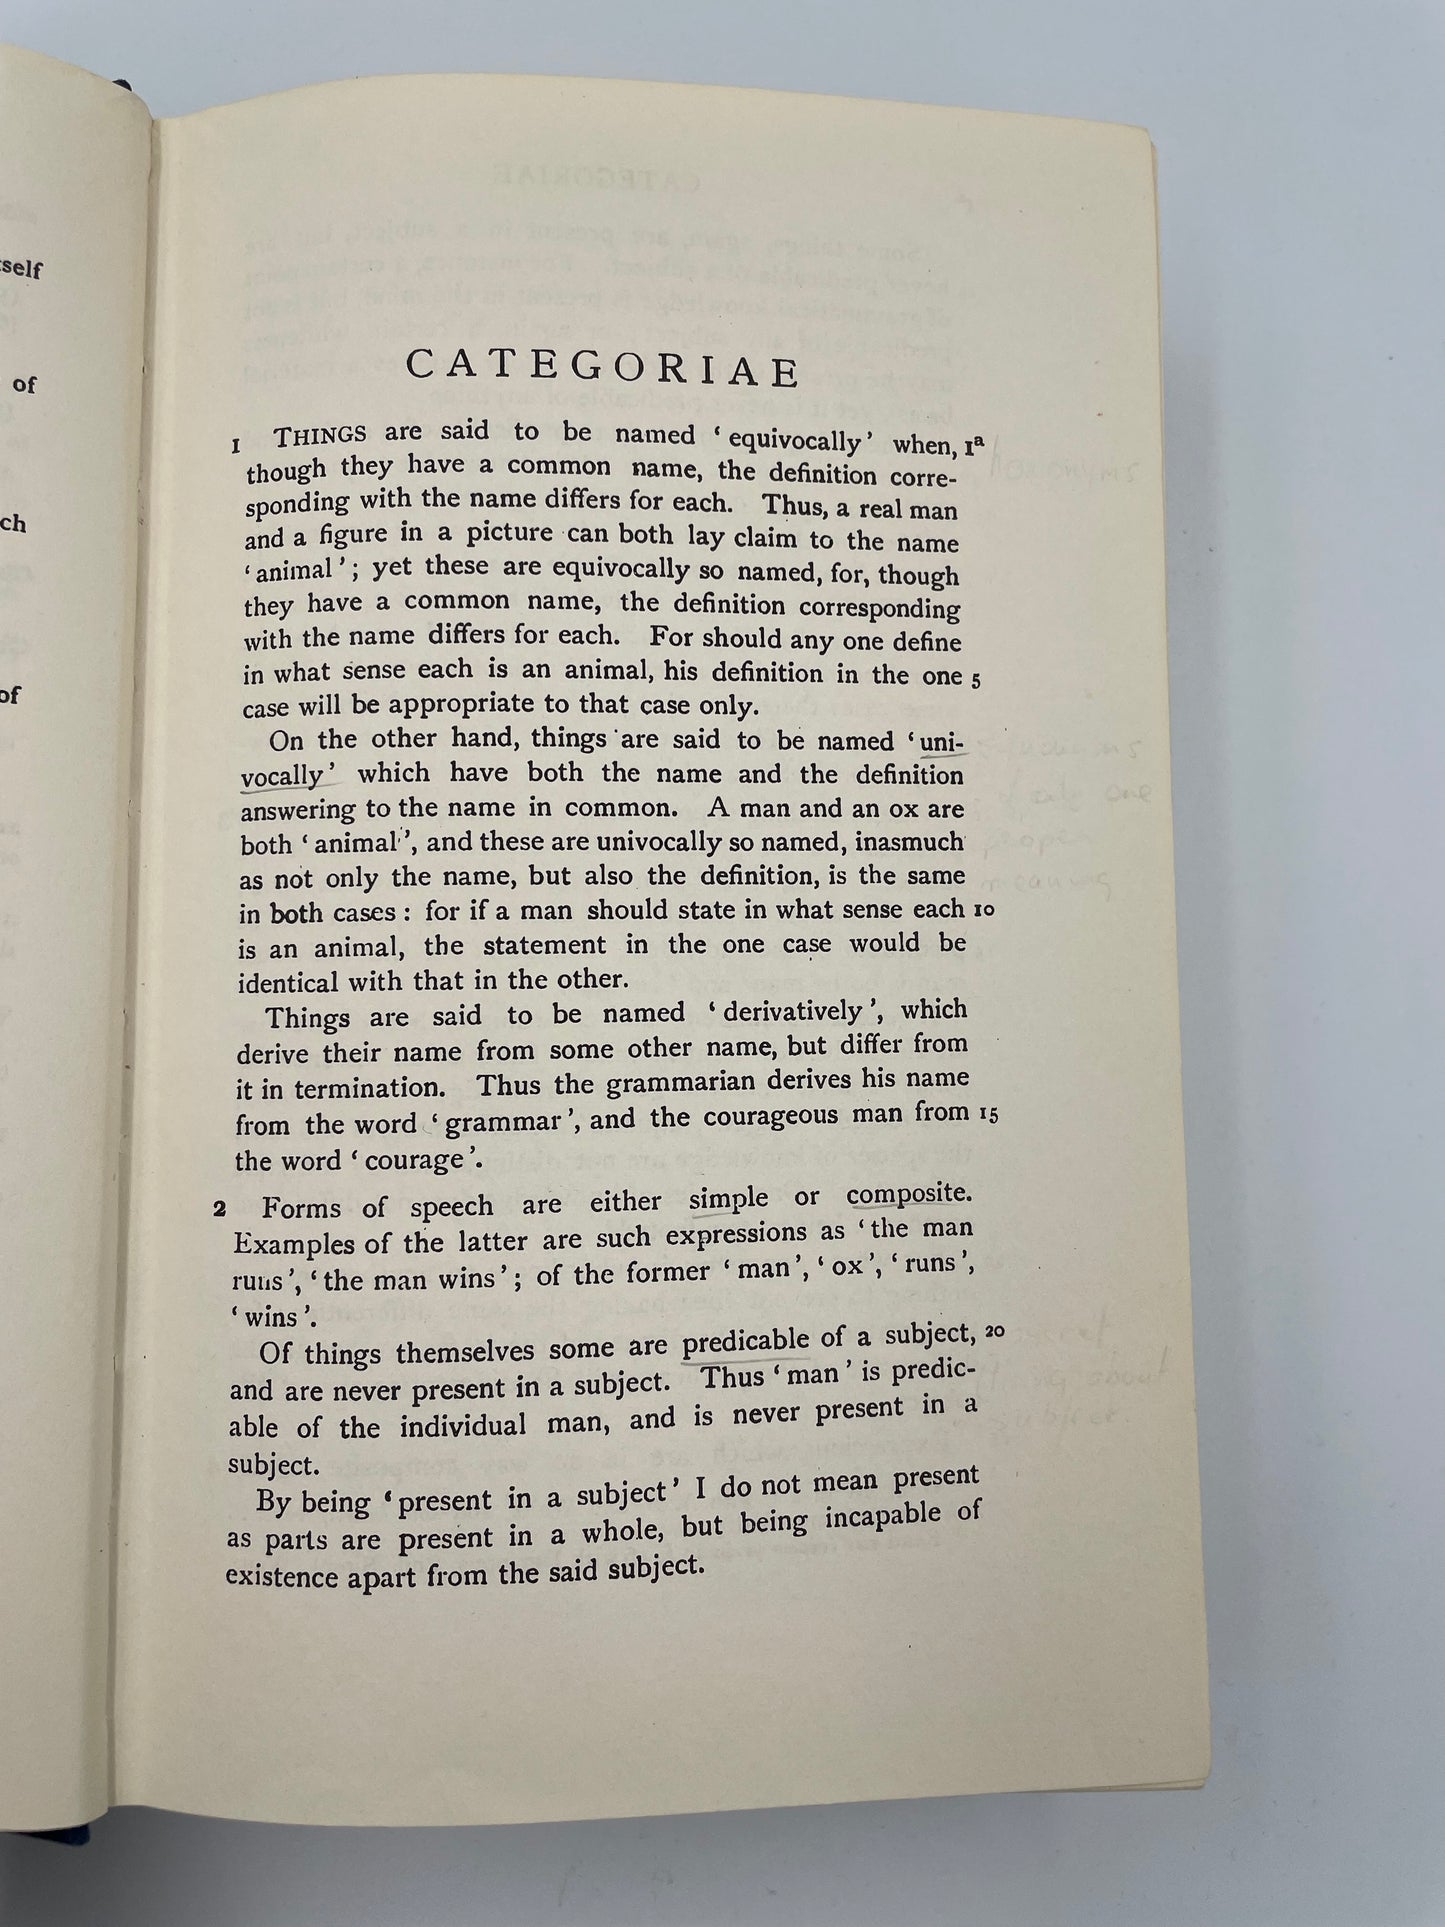 tself
of
ch
of
CATEGORIAE
1 THINGS are said to be named ‘equivocally’ when, 1ª
though they have a common name, the definition corre-
sponding with the name differs for each. Thus, a real man
and a figure in a picture can both lay claim to the name
‘animal’; yet these are equivocally so named, for, though
they have a common name, the definition corresponding
with the name differs for each. For should any one define
in what sense each is an animal, his definition in the one 5
case will be appropriate to that case only.
On the other hand, things are said to be named ‘uni-
vocally’ which have both the name and the definition
answering to the name in common. A man and an ox are
both ‘animal’, and these are univocally so named, inasmuch
as not only the name, but also the definition, is the same
in both cases: for if a man should state in what sense each 10
is an animal, the statement in the one case would be
identical with that in the other.
Things are said to be named ‘derivatively’, which
derive their name from some other name, but differ from
it in termination. Thus the grammarian derives his name
from the word ‘grammar’, and the courageous man from 15
the word ‘courage’.
2 Forms of speech are either simple or composite.
Examples of the latter are such expressions as ‘the man
runs’, ‘the man wins’; of the former ‘man’, ‘ox’, ‘runs’,
‘wins’.
Of things themselves some are predicable of a subject, 20
and are never present in a subject. Thus ‘man’ is predic-
able of the individual man, and is never present in a
subject.
By being ‘present in a subject’ I do not mean present
as parts are present in a whole, but being incapable of
existence apart from the said subject.
homonyms
only one
proper
meaning
about